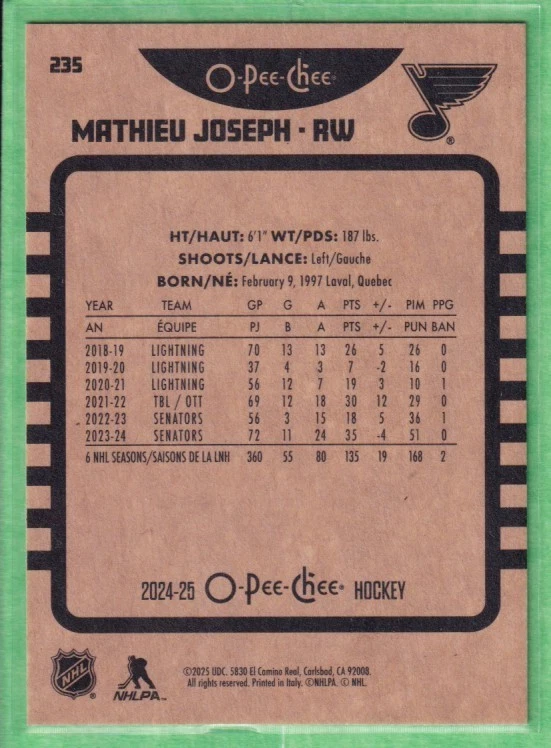 235
O-Pee-Chee
MATHIEU JOSEPH · RW
HT/HAUT: 6'1" WT/PDS: 187 lbs.
SHOOTS/LANCE: Left/Gauche
BORN/NÉ: February 9, 1997 Laval, Quebec
YEAR TEAM GP G A PTS +/- PIM PPG
AN ÉQUIPE PJ B A PTS +/- PUN BAN
2018-19 LIGHTNING 70 13 13 26 5 26 0
2019-20 LIGHTNING 37 4 3 7 -2 16 0
2020-21 LIGHTNING 56 12 7 19 3 10 1
2021-22 TBL / OTT 69 12 18 30 12 29 0
2022-23 SENATORS 56 3 15 18 5 36 1
2023-24 SENATORS 72 11 24 35 -4 51 0
6 NHL SEASONS/SAISONS DE LA LNH 360 55 80 135 19 168 2
2024-25 O-Pee-Chee® HOCKEY
NHL ® NHLPA™
©2025 UDC. 5830 El Camino Real, Carlsbad, CA 92008.
All rights reserved. Printed in Italy. ©NHLPA. © NHL.